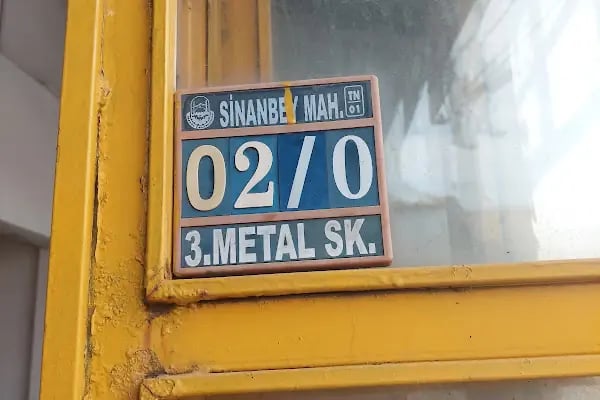 SİNANBEY MAH. TN 01
02/0
3.METAL SK.